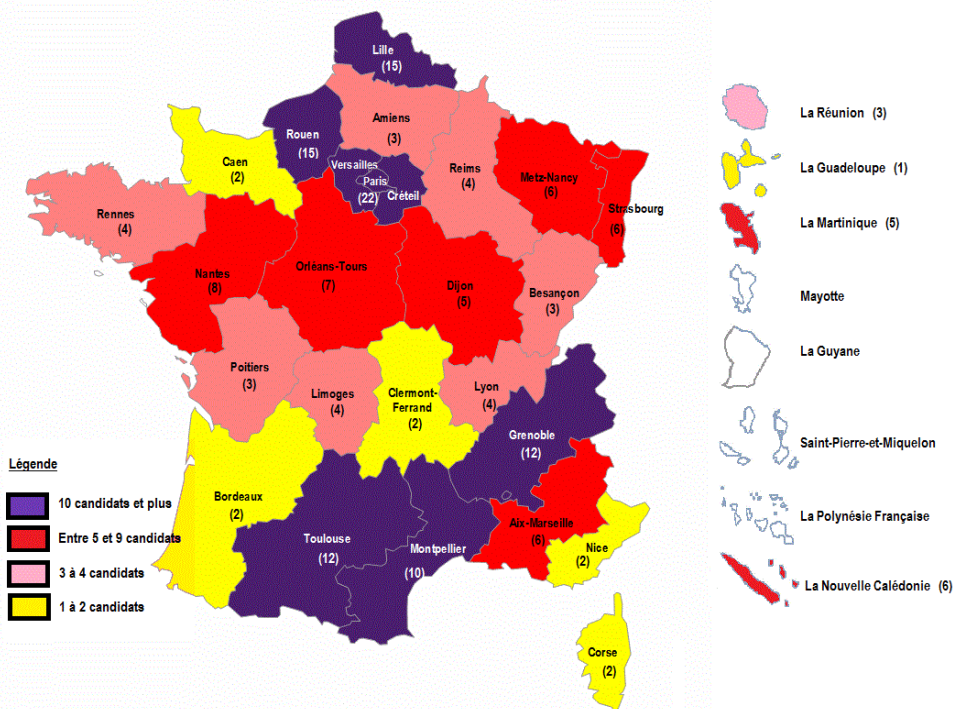 Lille
(15)
Amiens
(3)
Rouen
(15)
Caen
(2)
Versailles
Paris
(22)
Créteil
Reims
(4)
Metz-Nancy
(6)
Strasbourg
(6)
Rennes
(4)
Nantes
(8)
Orléans-Tours
(7)
Dijon
(5)
Besançon
(3)
Poitiers
(3)
Limoges
(4)
Clermont-
Ferrand
(2)
Lyon
(4)
Grenoble
(12)
Bordeaux
(2)
Toulouse
(12)
Montpellier
(10)
Aix-Marseille
(6)
Nice
(2)
Corse
(2)
Légende
10 candidats et plus
Entre 5 et 9 candidats
3 à 4 candidats
1 à 2 candidats
La Réunion (3)
La Guadeloupe (1)
La Martinique (5)
Mayotte
La Guyane
Saint-Pierre-et-Miquelon
La Polynésie Française
La Nouvelle Calédonie (6)